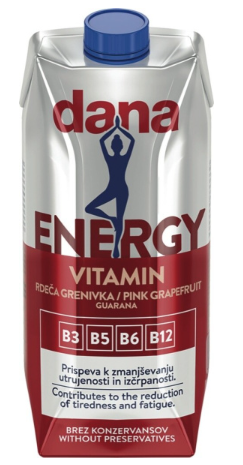 dana
ENERGY
VITAMIN
RDEČA GRENIVKA / PINK GRAPEFRUIT
GUARANA
B3 B5 B6 B12
Prispeva k zmanjševanju
utrujenosti in izčrpanosti.
Contributes to the reduction
of tiredness and fatigue.
BREZ KONZERVANSOV
WITHOUT PRESERVATIVES